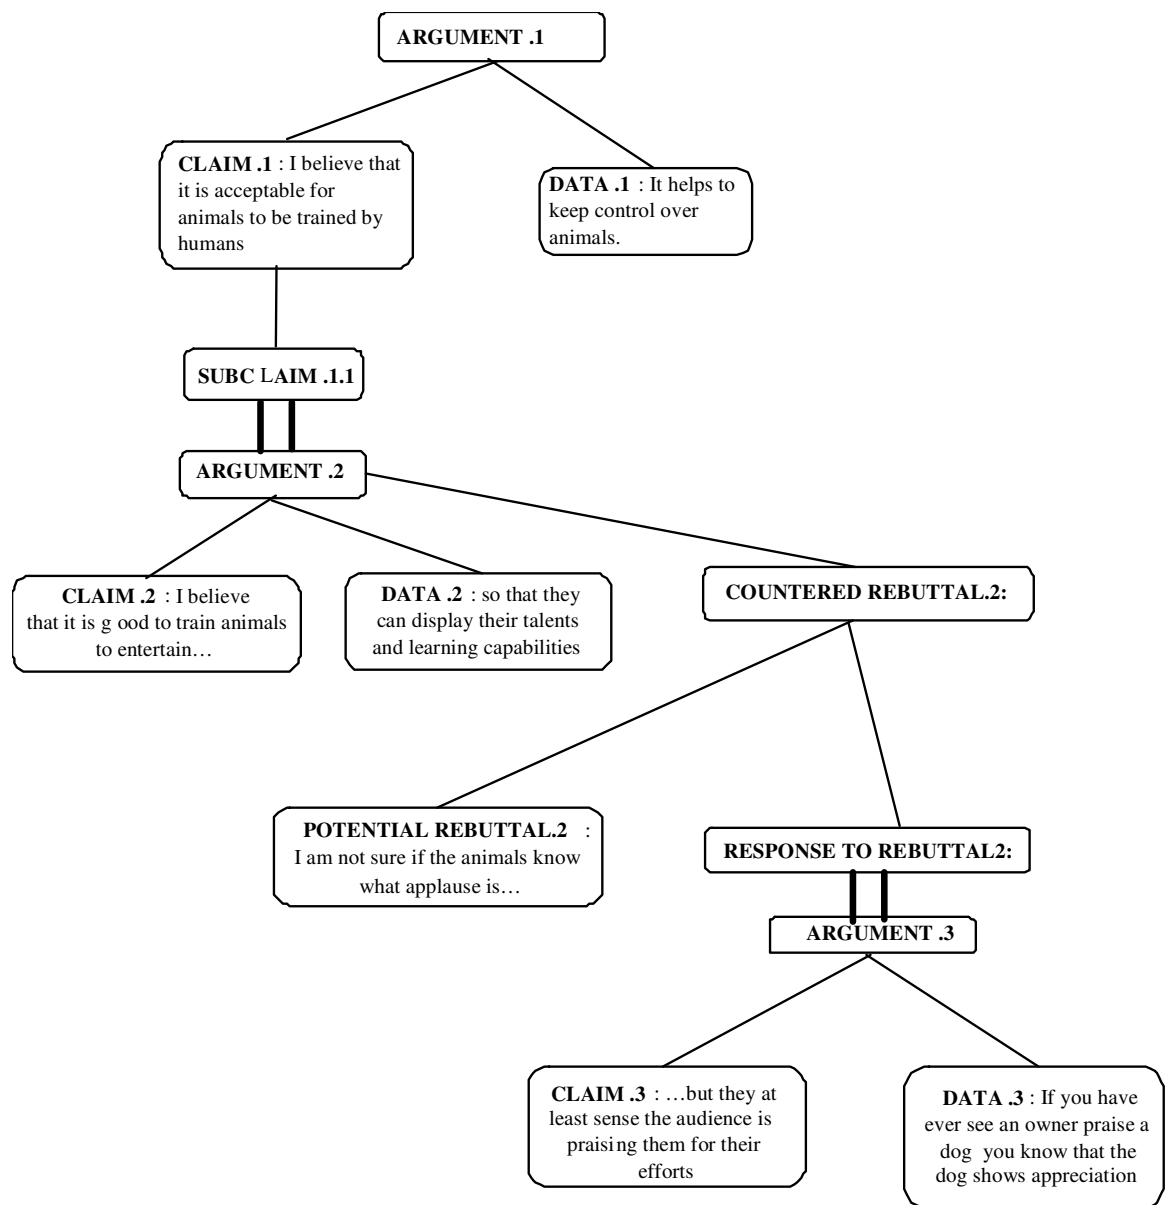 ARGUMENT .1
CLAIM .1 : I believe that
it is acceptable for
animals to be trained by
humans
DATA .1 : It helps to
keep control over
animals.
SUBC LAIM .1.1
ARGUMENT .2
CLAIM .2 : I believe
that it is g ood to train animals
to entertain…
DATA .2 : so that they
can display their talents
and learning capabilities
COUNTERED REBUTTAL.2:
POTENTIAL REBUTTAL.2 :
I am not sure if the animals know
what applause is…
RESPONSE TO REBUTTAL2:
ARGUMENT .3
CLAIM .3 : …but they at
least sense the audience is
praising them for their
efforts
DATA .3 : If you have
ever see an owner praise a
dog you know that the
dog shows appreciation